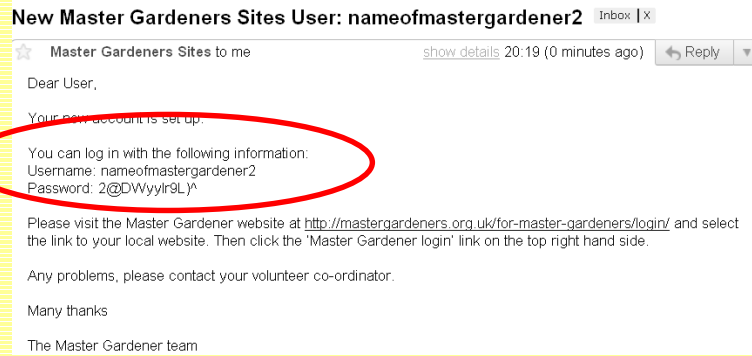 New Master Gardeners Sites User: nameofmastergardener2 Inbox | X
Master Gardeners Sites to me show details 20:19 (0 minutes ago) Reply
Dear User,
Your new account is set up.
You can log in with the following information:
Username: nameofmastergardener2
Password: 2@DWyylr9L)^
Please visit the Master Gardener website at http://mastergardeners.org.uk/for-master-gardeners/login/ and select
the link to your local website. Then click the 'Master Gardener login' link on the top right hand side.
Any problems, please contact your volunteer co-ordinator.
Many thanks
The Master Gardener team